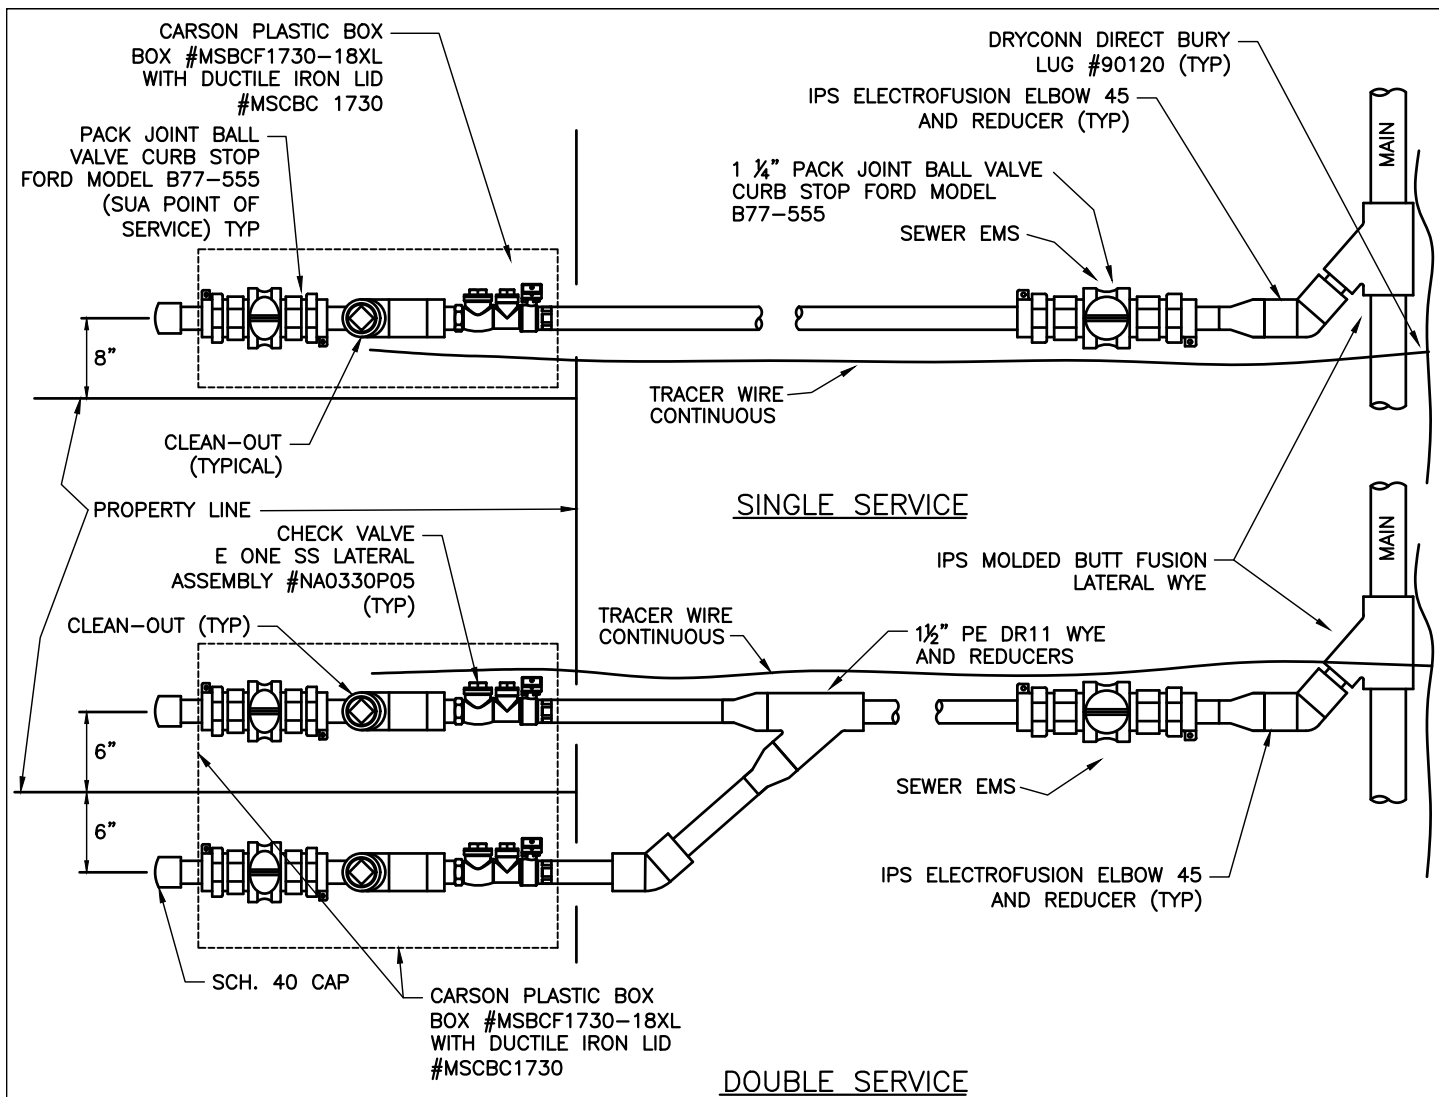 CARSON PLASTIC BOX
BOX #MSBCF1730-18XL
WITH DUCTILE IRON LID
#MSCBC 1730
PACK JOINT BALL
VALVE CURB STOP
FORD MODEL B77-555
(SUA POINT OF
SERVICE) TYP
DRYCONN DIRECT BURY
LUG #90120 (TYP)
IPS ELECTROFUSION ELBOW 45
AND REDUCER (TYP)
1 ¼" PACK JOINT BALL VALVE
CURB STOP FORD MODEL
B77-555
SEWER EMS
MAIN
8"
TRACER WIRE
CONTINUOUS
CLEAN-OUT
(TYPICAL)
PROPERTY LINE
SINGLE SERVICE
CHECK VALVE
E ONE SS LATERAL
ASSEMBLY #NA0330P05
(TYP)
MAIN
IPS MOLDED BUTT FUSION
LATERAL WYE
CLEAN-OUT (TYP)
TRACER WIRE
CONTINUOUS
1½" PE DR11 WYE
AND REDUCERS
6"
6"
SEWER EMS
IPS ELECTROFUSION ELBOW 45
AND REDUCER (TYP)
SCH. 40 CAP
CARSON PLASTIC BOX
BOX #MSBCF1730-18XL
WITH DUCTILE IRON LID
#MSCBC1730
DOUBLE SERVICE